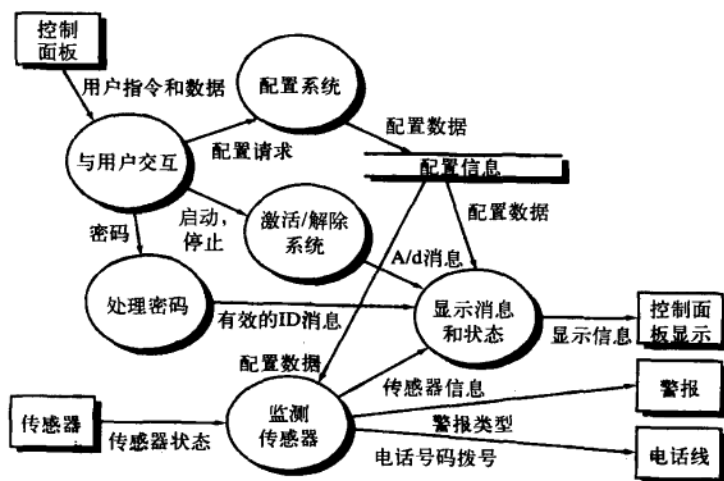 控制
面板
用户指令和数据
配置系统
配置数据
与用户交互
配置请求
配置信息
配置数据
启动,
停止
激活/解除
系统
密码
A/d消息
处理密码
有效的ID消息
显示消息
和状态
显示信息
控制面
板显示
配置数据
传感器信息
警报
传感器
传感器状态
监测
传感器
警报类型
电话号码拨号
电话线